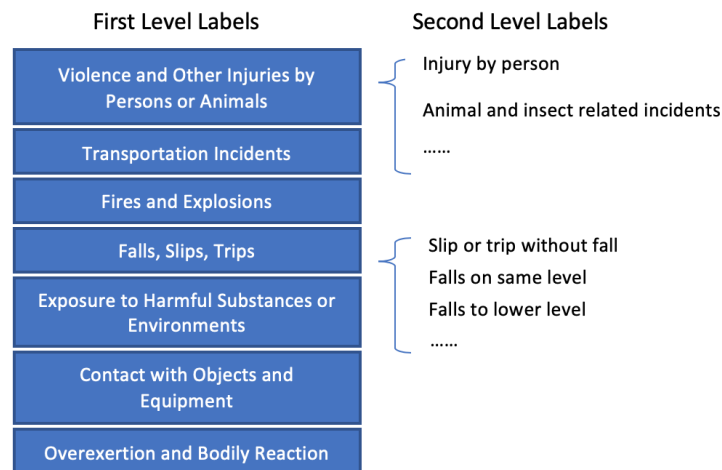 First Level Labels
Second Level Labels
Violence and Other Injuries by
Persons or Animals
Injury by person
Animal and insect related incidents
......
Transportation Incidents
Fires and Explosions
Falls, Slips, Trips
Slip or trip without fall
Falls on same level
Falls to lower level
......
Exposure to Harmful Substances or
Environments
Contact with Objects and
Equipment
Overexertion and Bodily Reaction